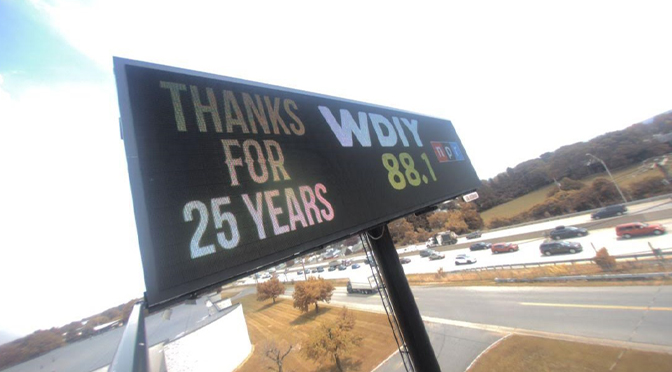 THANKS
FOR
25 YEARS
WDIY
88.1
npr